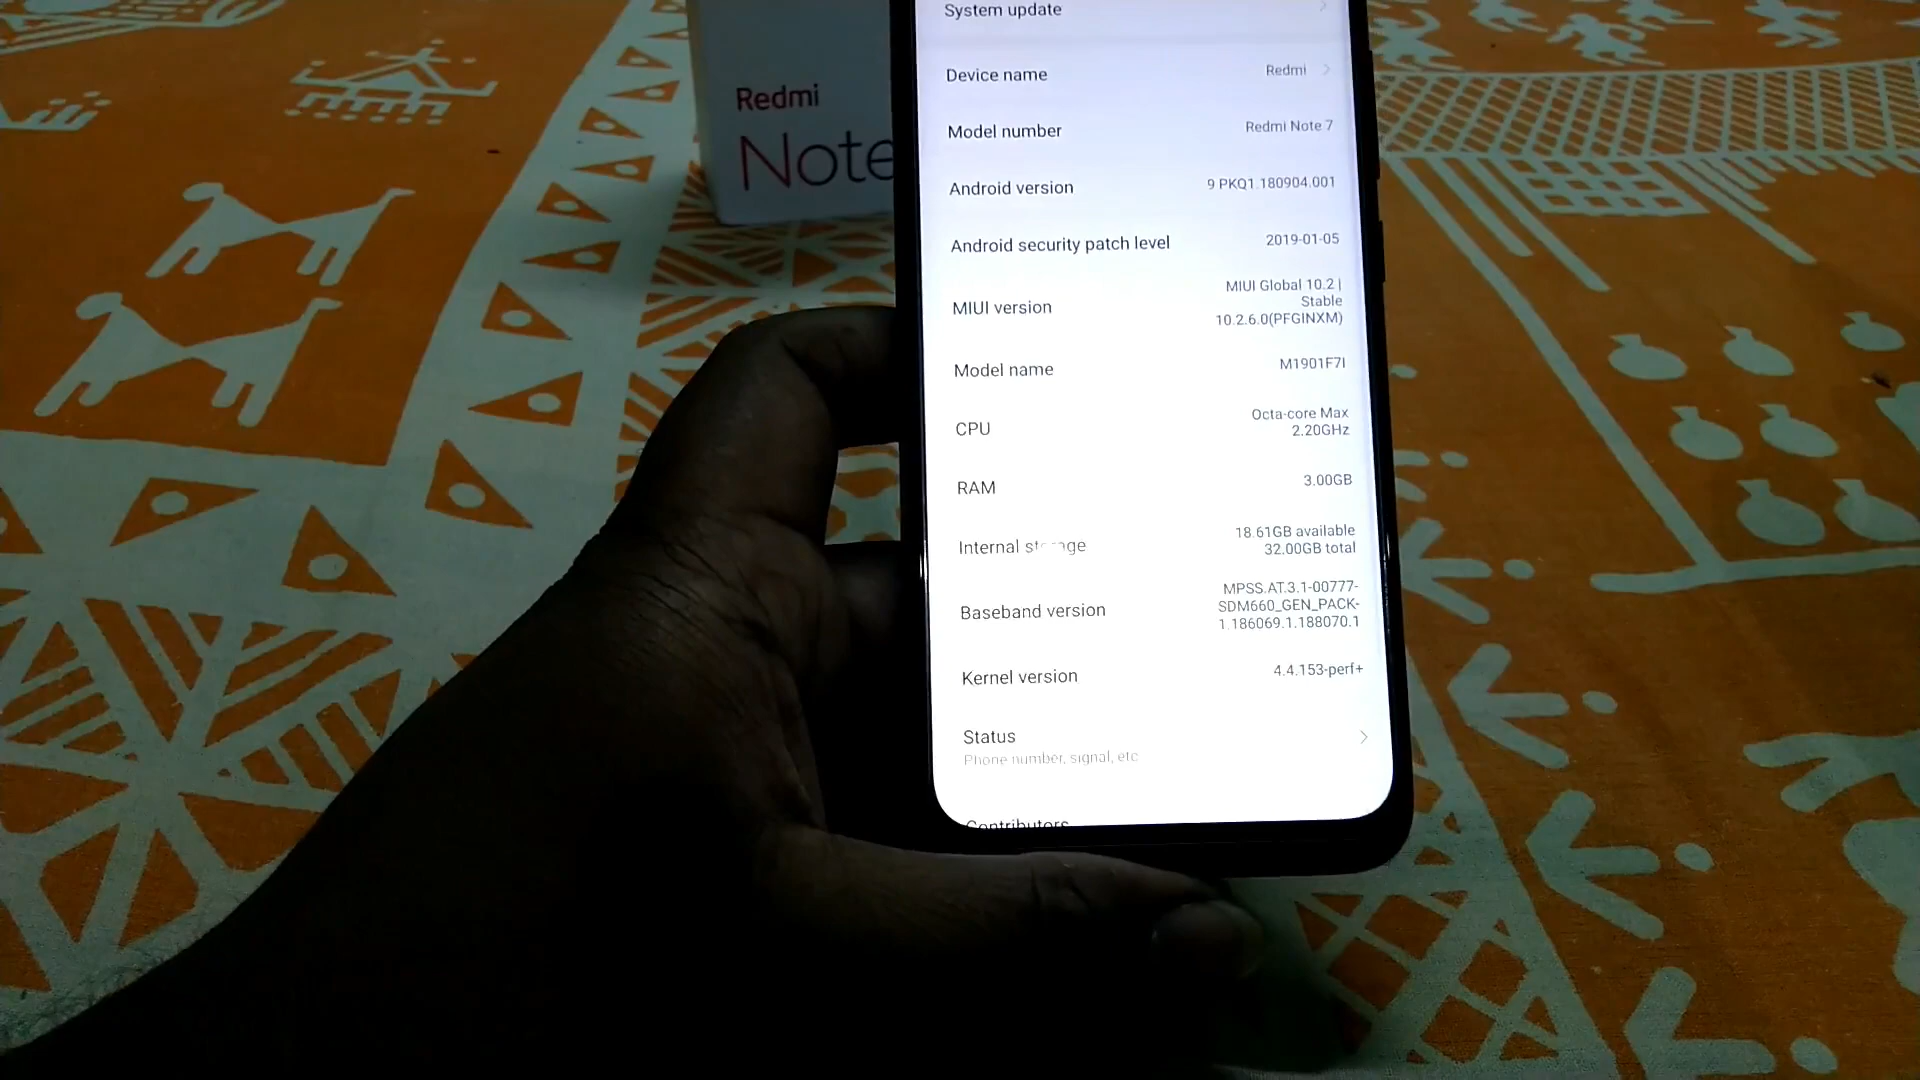 Redmi
Note
System update
Device name Redmi
Model number Redmi Note 7
Android version 9 PKQ1.180904.001
Android security patch level 2019-01-05
MIUI version MIUI Global 10.2 |
Stable
10.2.6.0(PFGINXM)
Model name M1901F7I
CPU Octa-core Max
2.20GHz
RAM 3.00GB
Internal storage 18.61GB available
32.00GB total
Baseband version MPSS.AT.3.1-00777-
SDM660_GEN_PACK-
1.186069.1.188070.1
Kernel version 4.4.153-perf+
Status
Phone number, signal, etc
Contributors